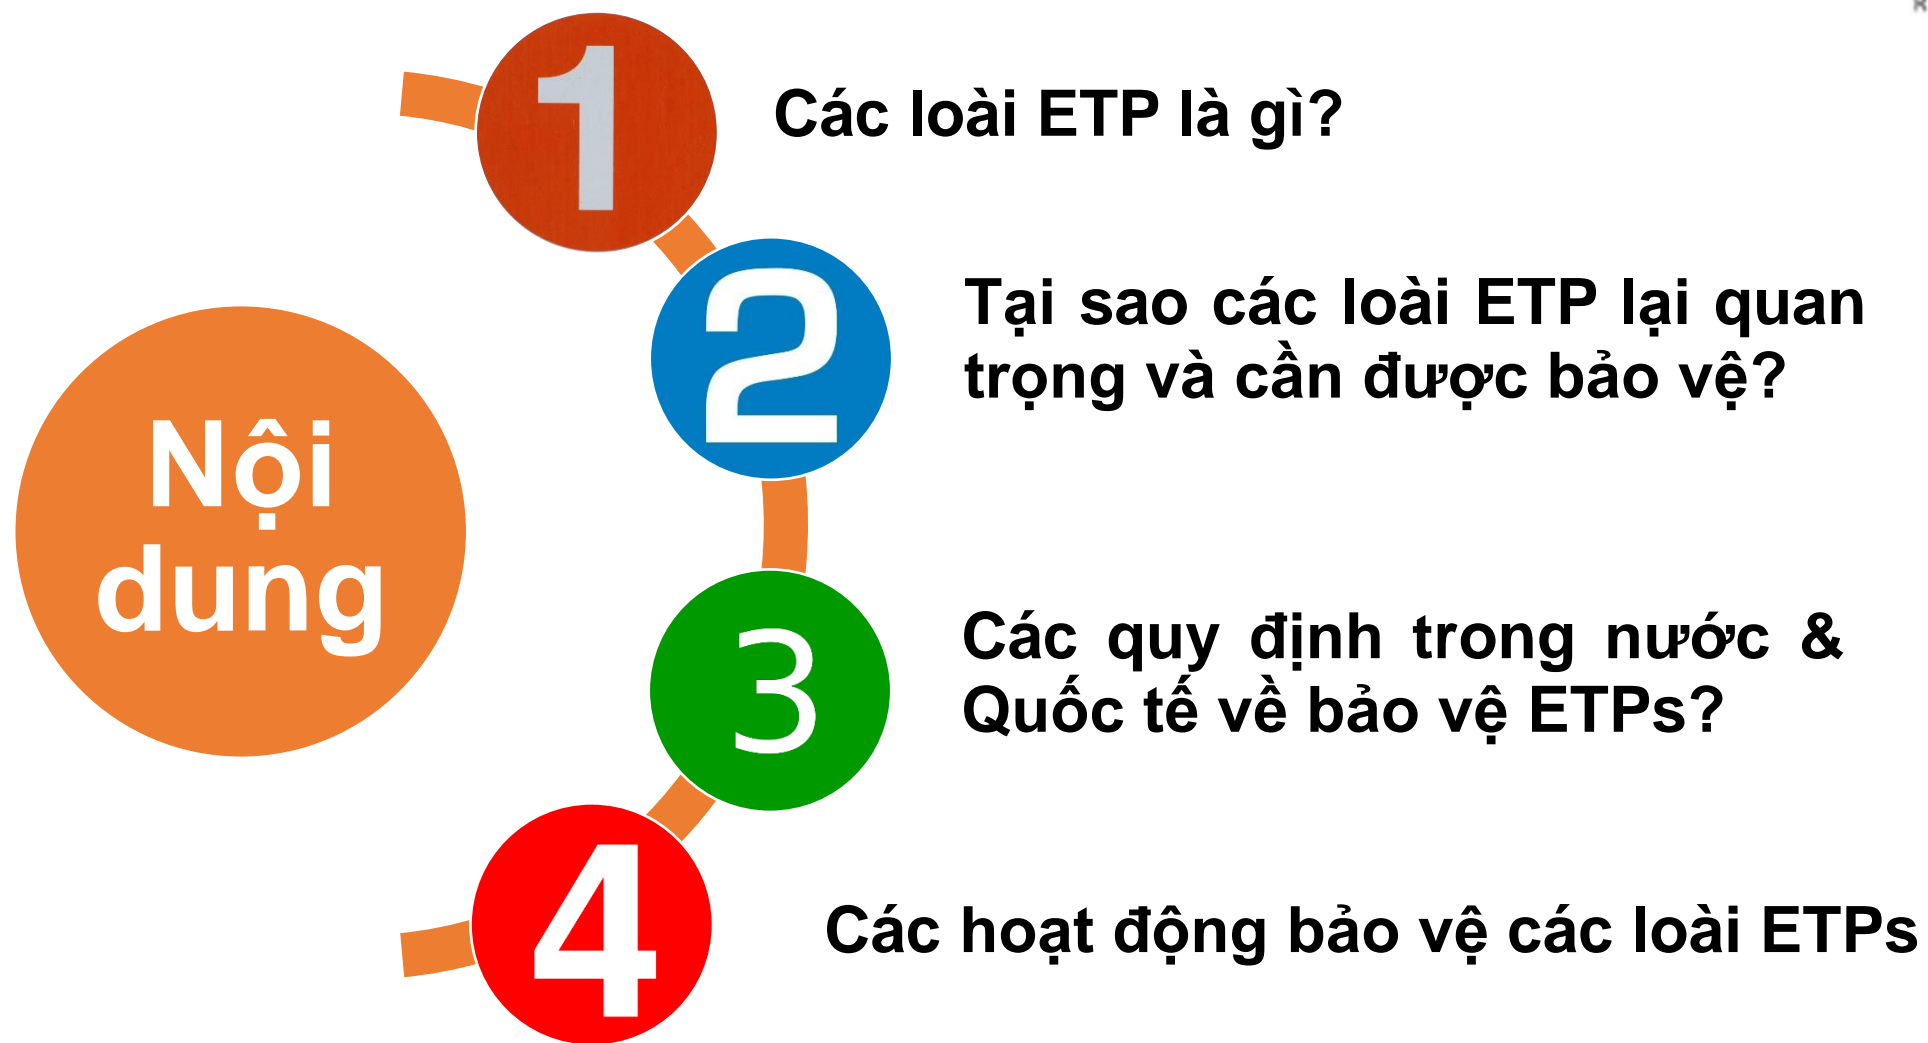 Nội
dung
1
Các loài ETP là gì?
2
Tại sao các loài ETP lại quan
trọng và cần được bảo vệ?
3
Các quy định trong nước &
Quốc tế về bảo vệ ETPs?
4
Các hoạt động bảo vệ các loài ETPs